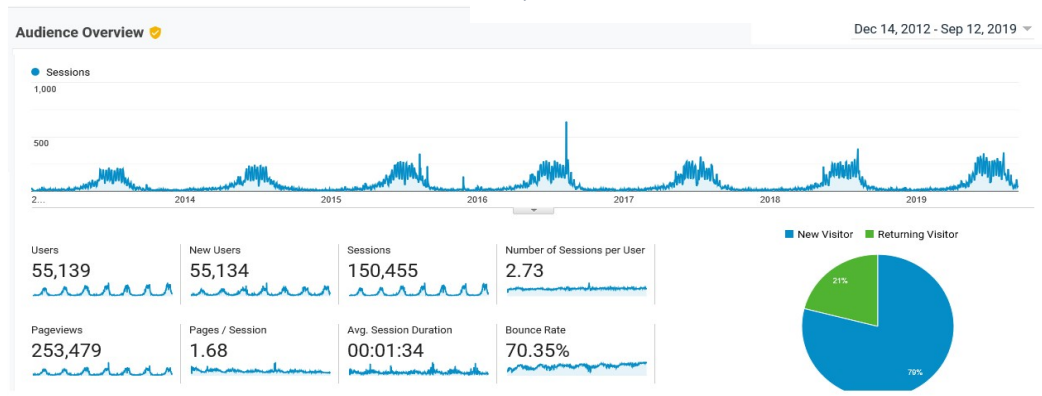 Audience Overview
Dec 14, 2012 - Sep 12, 2019
Sessions
1,000
500
2... 2014 2015 2016 2017 2018 2019
New Visitor Returning Visitor
Users New Users Sessions Number of Sessions per User
55,139 55,134 150,455 2.73
21%
Pageviews Pages / Session Avg. Session Duration Bounce Rate
253,479 1.68 00:01:34 70.35%
79%